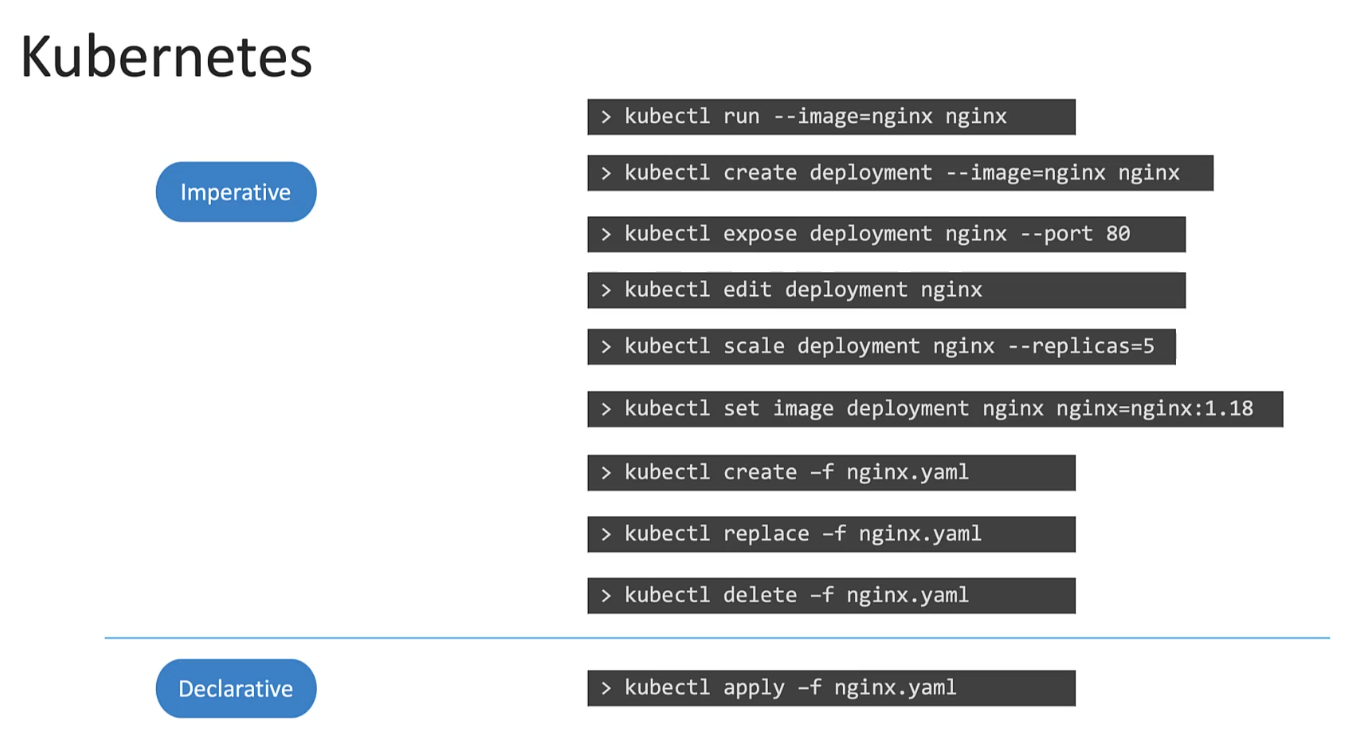 Kubernetes
> kubectl run --image=nginx nginx
Imperative
> kubectl create deployment --image=nginx nginx
> kubectl expose deployment nginx --port 80
> kubectl edit deployment nginx
> kubectl scale deployment nginx --replicas=5
> kubectl set image deployment nginx nginx=nginx:1.18
> kubectl create –f nginx.yaml
> kubectl replace –f nginx.yaml
> kubectl delete –f nginx.yaml
Declarative
> kubectl apply –f nginx.yaml